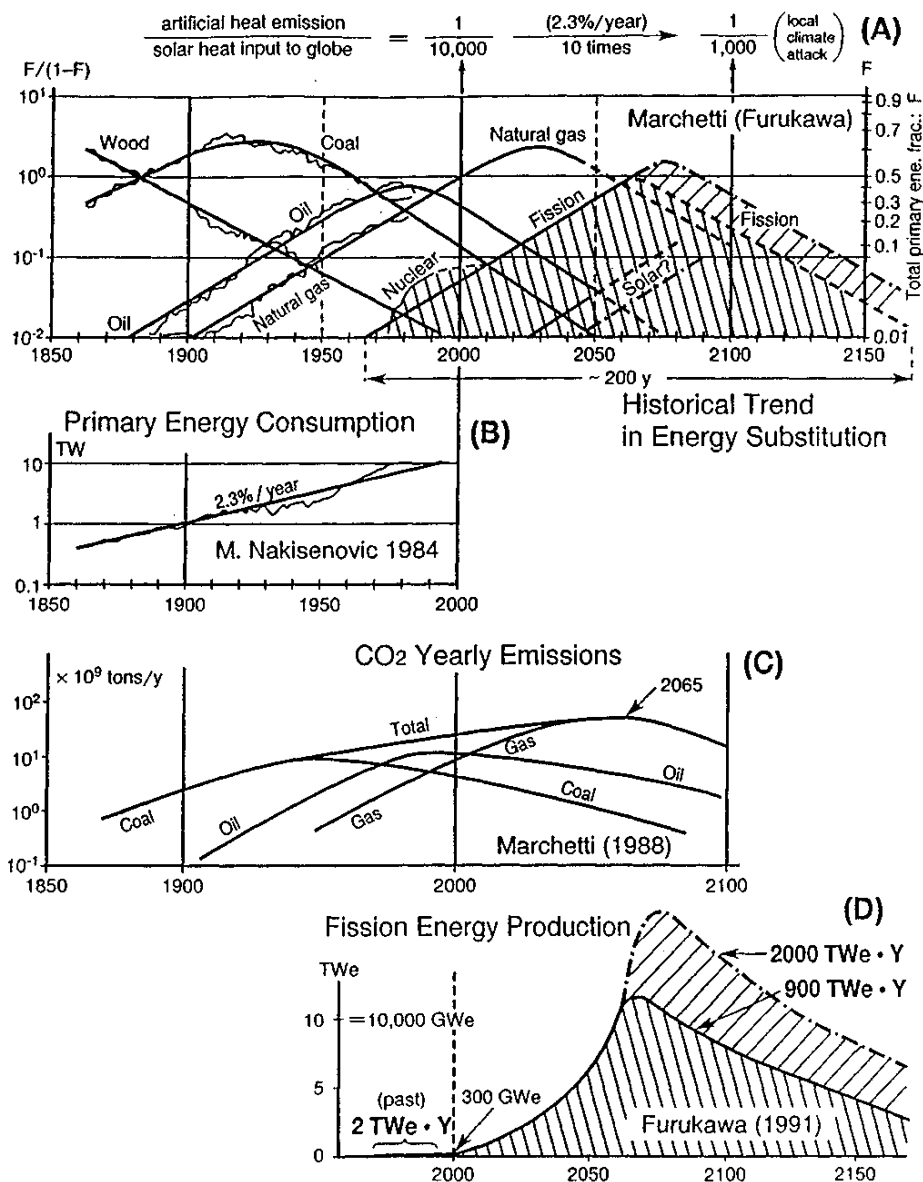 artificial heat emission
solar heat input to globe
=
1
10,000
(2.3%/year)
10 times
1
1,000
(local
climate
attack)
(A)
F/(1–F)
F
10¹
10⁰
10⁻¹
10⁻²
Wood
Coal
Natural gas
Marchetti (Furukawa)
Oil
Fission
Fission
Nuclear
Solar?
Oil
Natural gas
0.9
0.7
0.5
0.3
0.2
0.1
0.01
Total primary ene. frac.: F
1850 1900 1950 2000 2050 2100 2150
~ 200 y
Historical Trend
in Energy Substitution
Primary Energy Consumption
(B)
TW
10
1
0.1
2.3%/year
M. Nakisenovic 1984
1850 1900 1950 2000
CO2 Yearly Emissions
(C)
× 10⁹ tons/y
10²
10¹
10⁰
10⁻¹
2065
Total
Gas
Oil
Coal
Coal
Oil
Gas
Marchetti (1988)
1850 1900 2000 2100
(D)
Fission Energy Production
TWe
10
5
0
=10,000 GWe
2000 TWe • Y
900 TWe • Y
(past)
2 TWe • Y
300 GWe
Furukawa (1991)
2000 2050 2100 2150